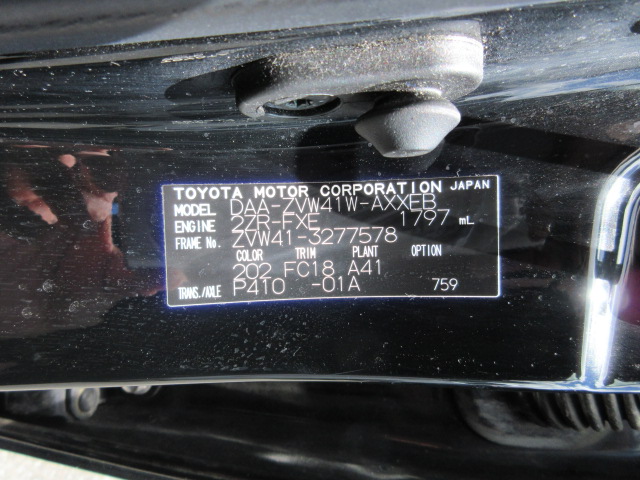 TOYOTA MOTOR CORPORATION JAPAN
MODEL DAA-ZVW41W-AXXEB
ENGINE 2ZR-FXE 1797 mL
FRAME No. ZVW41-3277578
COLOR TRIM PLANT OPTION
202 FC18 A41
TRANS./AXLE P410 -01A 759